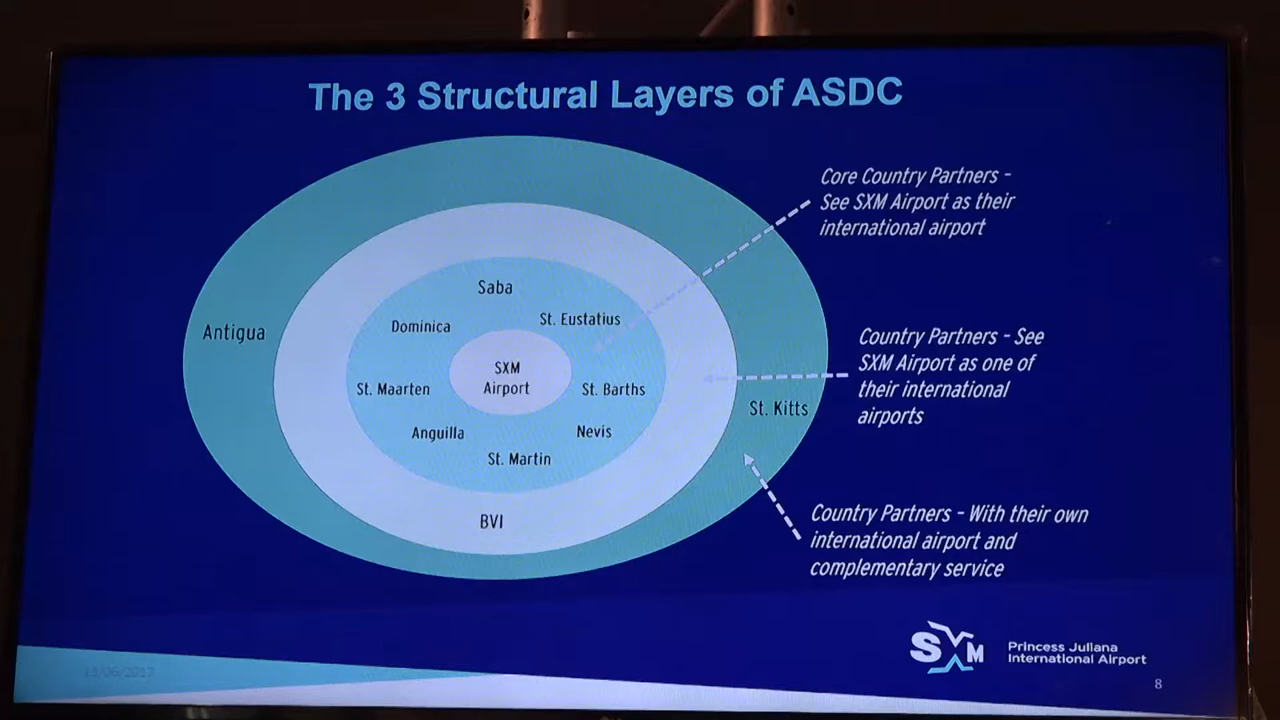 The 3 Structural Layers of ASDC
Core Country Partners -
See SXM Airport as their
international airport
Saba
St. Eustatius
Dominica
Antigua
SXM
Airport
St. Maarten
St. Barths
Anguilla
Nevis
St. Martin
BVI
St. Kitts
Country Partners - See
SXM Airport as one of
their international
airports
Country Partners - With their own
international airport and
complementary service
SXM
Princess Juliana
International Airport
13/06/2017
8